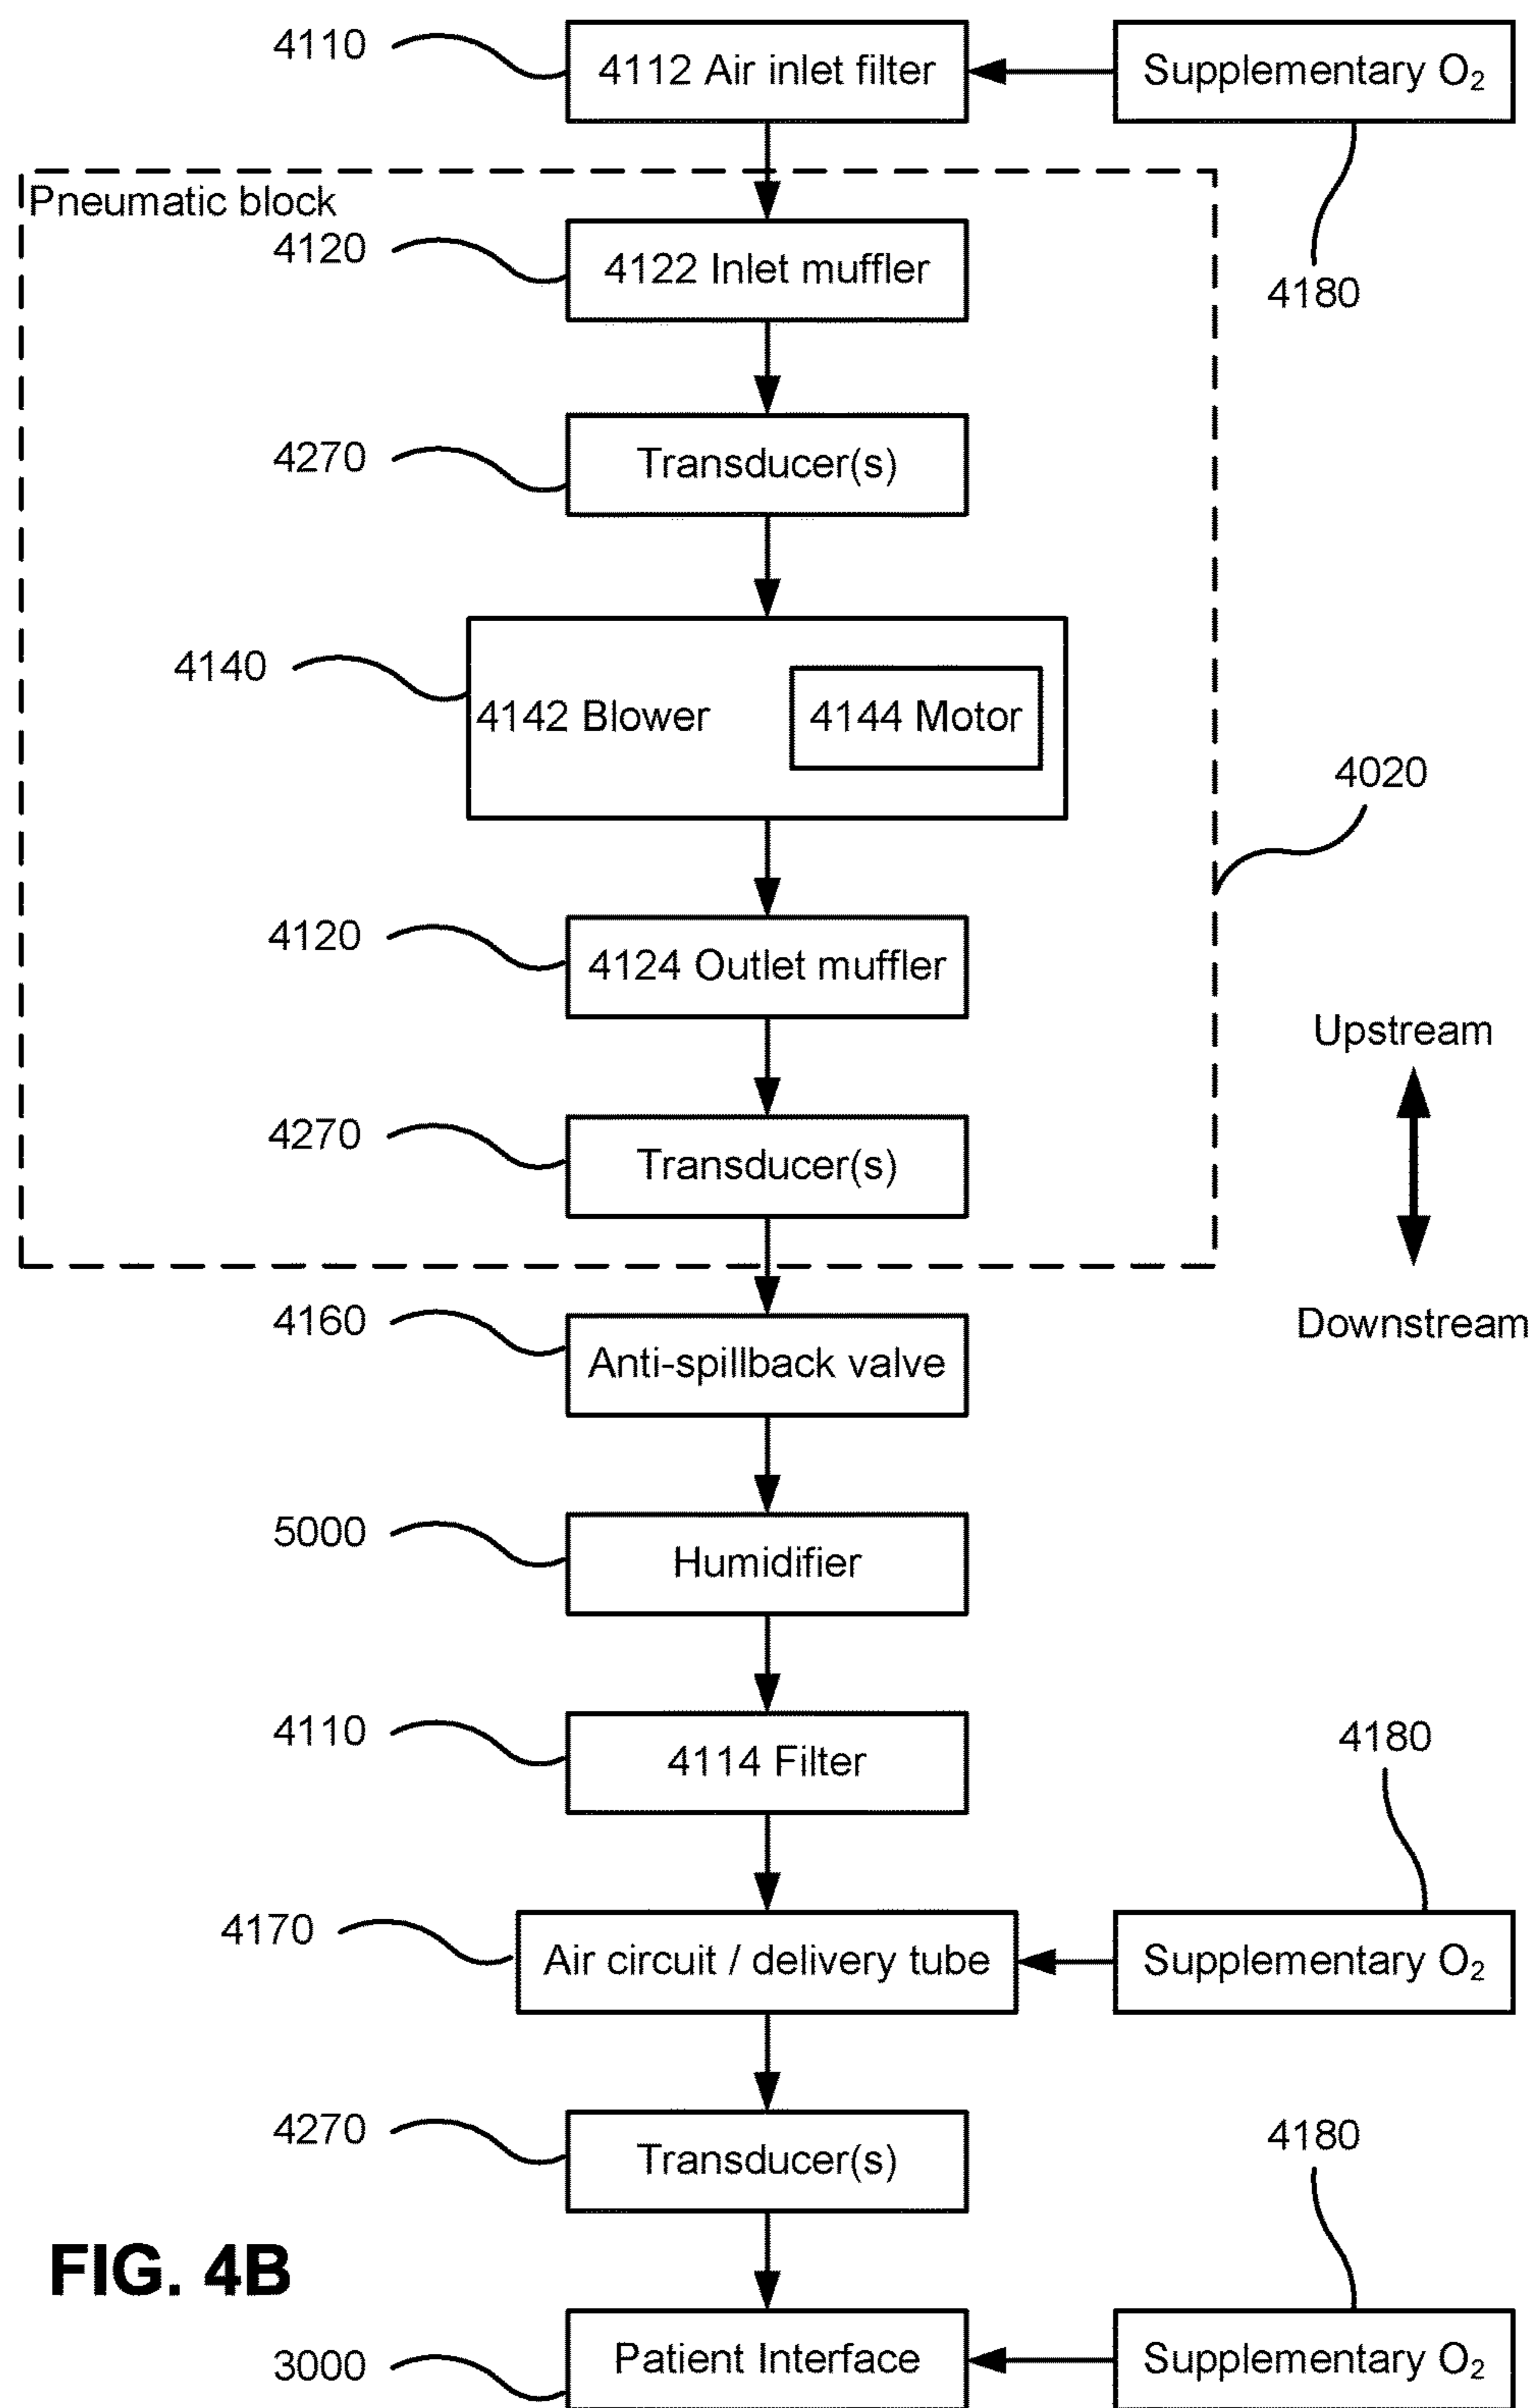 4110
4112 Air inlet filter
Supplementary O₂
Pneumatic block
4120
4122 Inlet muffler
4180
4270
Transducer(s)
4140
4142 Blower
4144 Motor
4020
4120
4124 Outlet muffler
Upstream
4270
Transducer(s)
Downstream
4160
Anti-spillback valve
5000
Humidifier
4110
4114 Filter
4180
4170
Air circuit / delivery tube
Supplementary O₂
4270
Transducer(s)
4180
FIG. 4B
3000
Patient Interface
Supplementary O₂